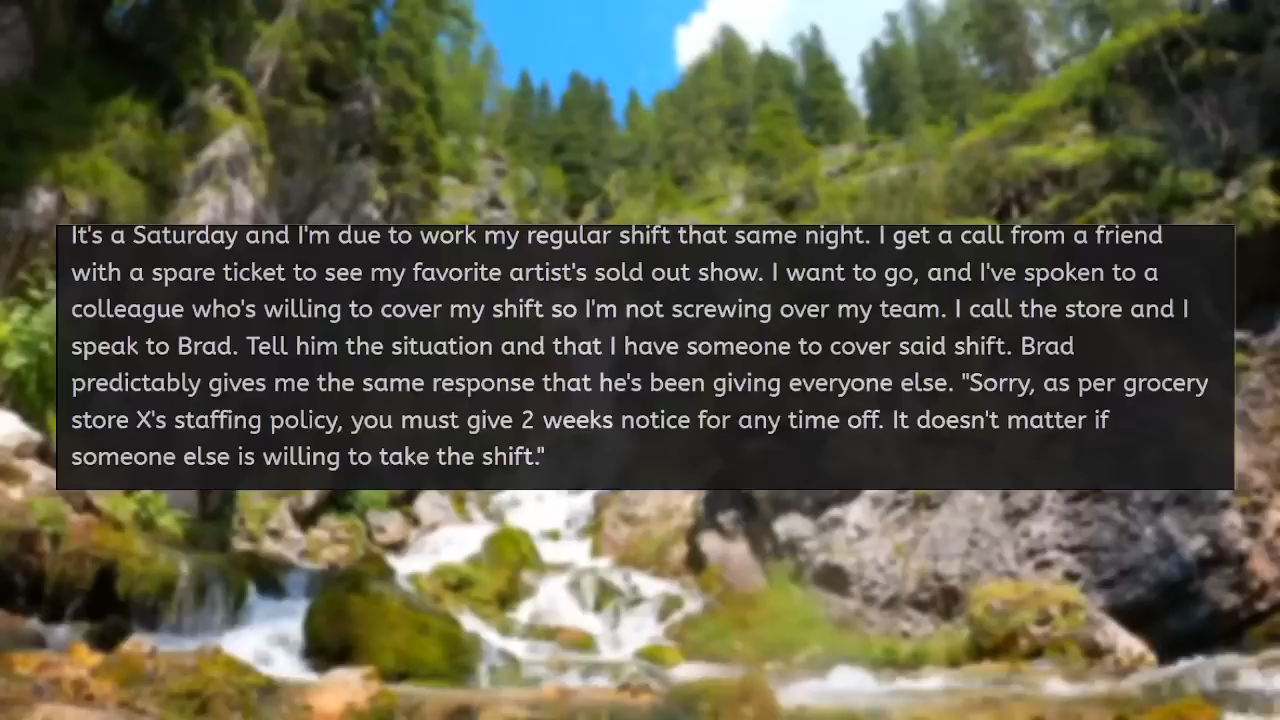 It's a Saturday and I'm due to work my regular shift that same night. I get a call from a friend
with a spare ticket to see my favorite artist's sold out show. I want to go, and I've spoken to a
colleague who's willing to cover my shift so I'm not screwing over my team. I call the store and I
speak to Brad. Tell him the situation and that I have someone to cover said shift. Brad
predictably gives me the same response that he's been giving everyone else. "Sorry, as per grocery
store X's staffing policy, you must give 2 weeks notice for any time off. It doesn't matter if
someone else is willing to take the shift."